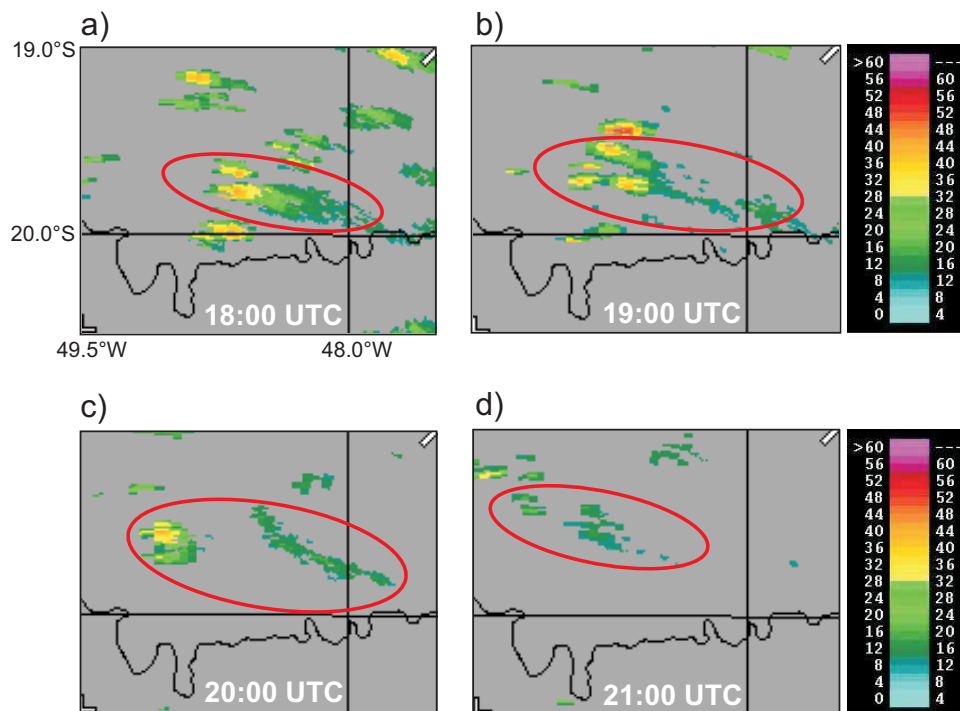 a)
b)
19.0°S
20.0°S
18:00 UTC
19:00 UTC
49.5°W
48.0°W
>60 ---
56 60
52 56
48 52
44 48
40 44
36 40
32 36
28 32
24 28
20 24
16 20
12 16
8 12
4 8
0 4
c)
d)
20:00 UTC
21:00 UTC
>60 ---
56 60
52 56
48 52
44 48
40 44
36 40
32 36
28 32
24 28
20 24
16 20
12 16
8 12
4 8
0 4